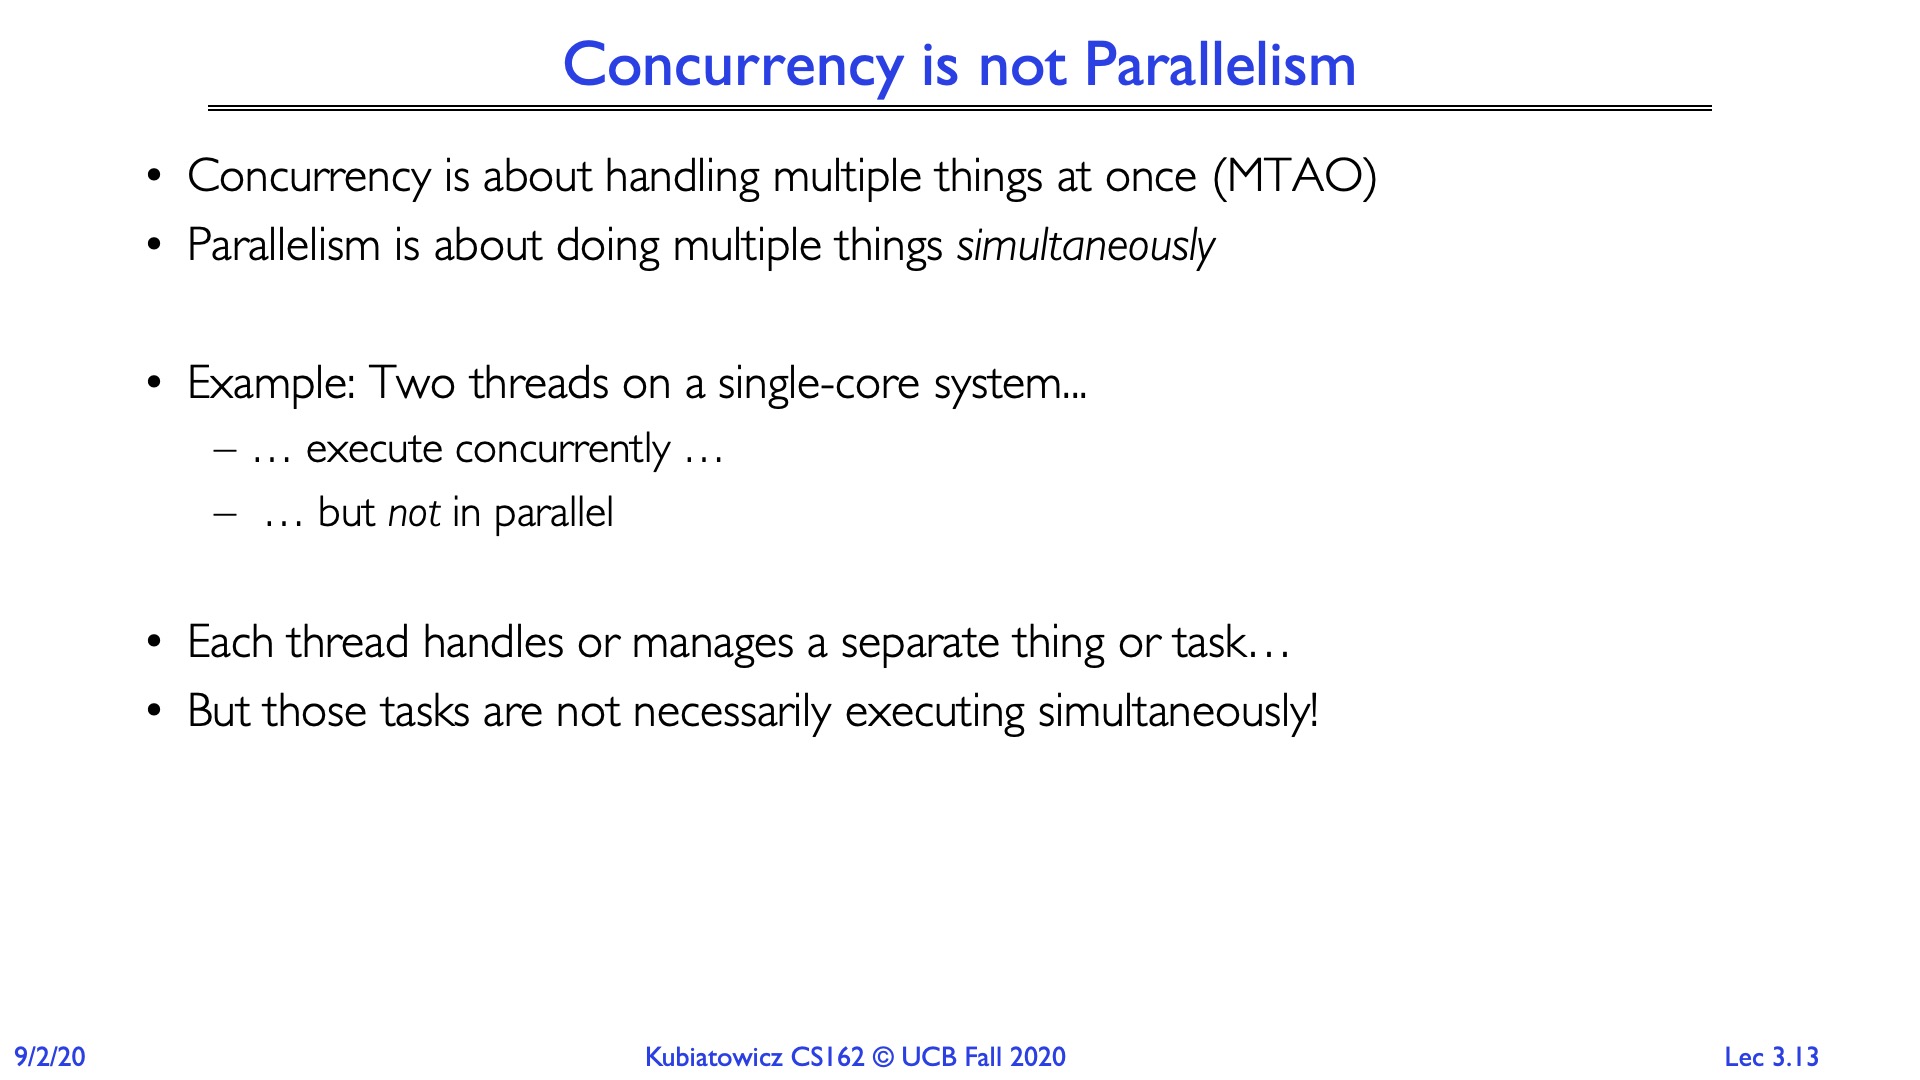 Concurrency is not Parallelism
• Concurrency is about handling multiple things at once (MTAO)
• Parallelism is about doing multiple things simultaneously
• Example: Two threads on a single-core system...
– … execute concurrently …
– … but not in parallel
• Each thread handles or manages a separate thing or task…
• But those tasks are not necessarily executing simultaneously!
9/2/20
Kubiatowicz CS162 © UCB Fall 2020
Lec 3.13